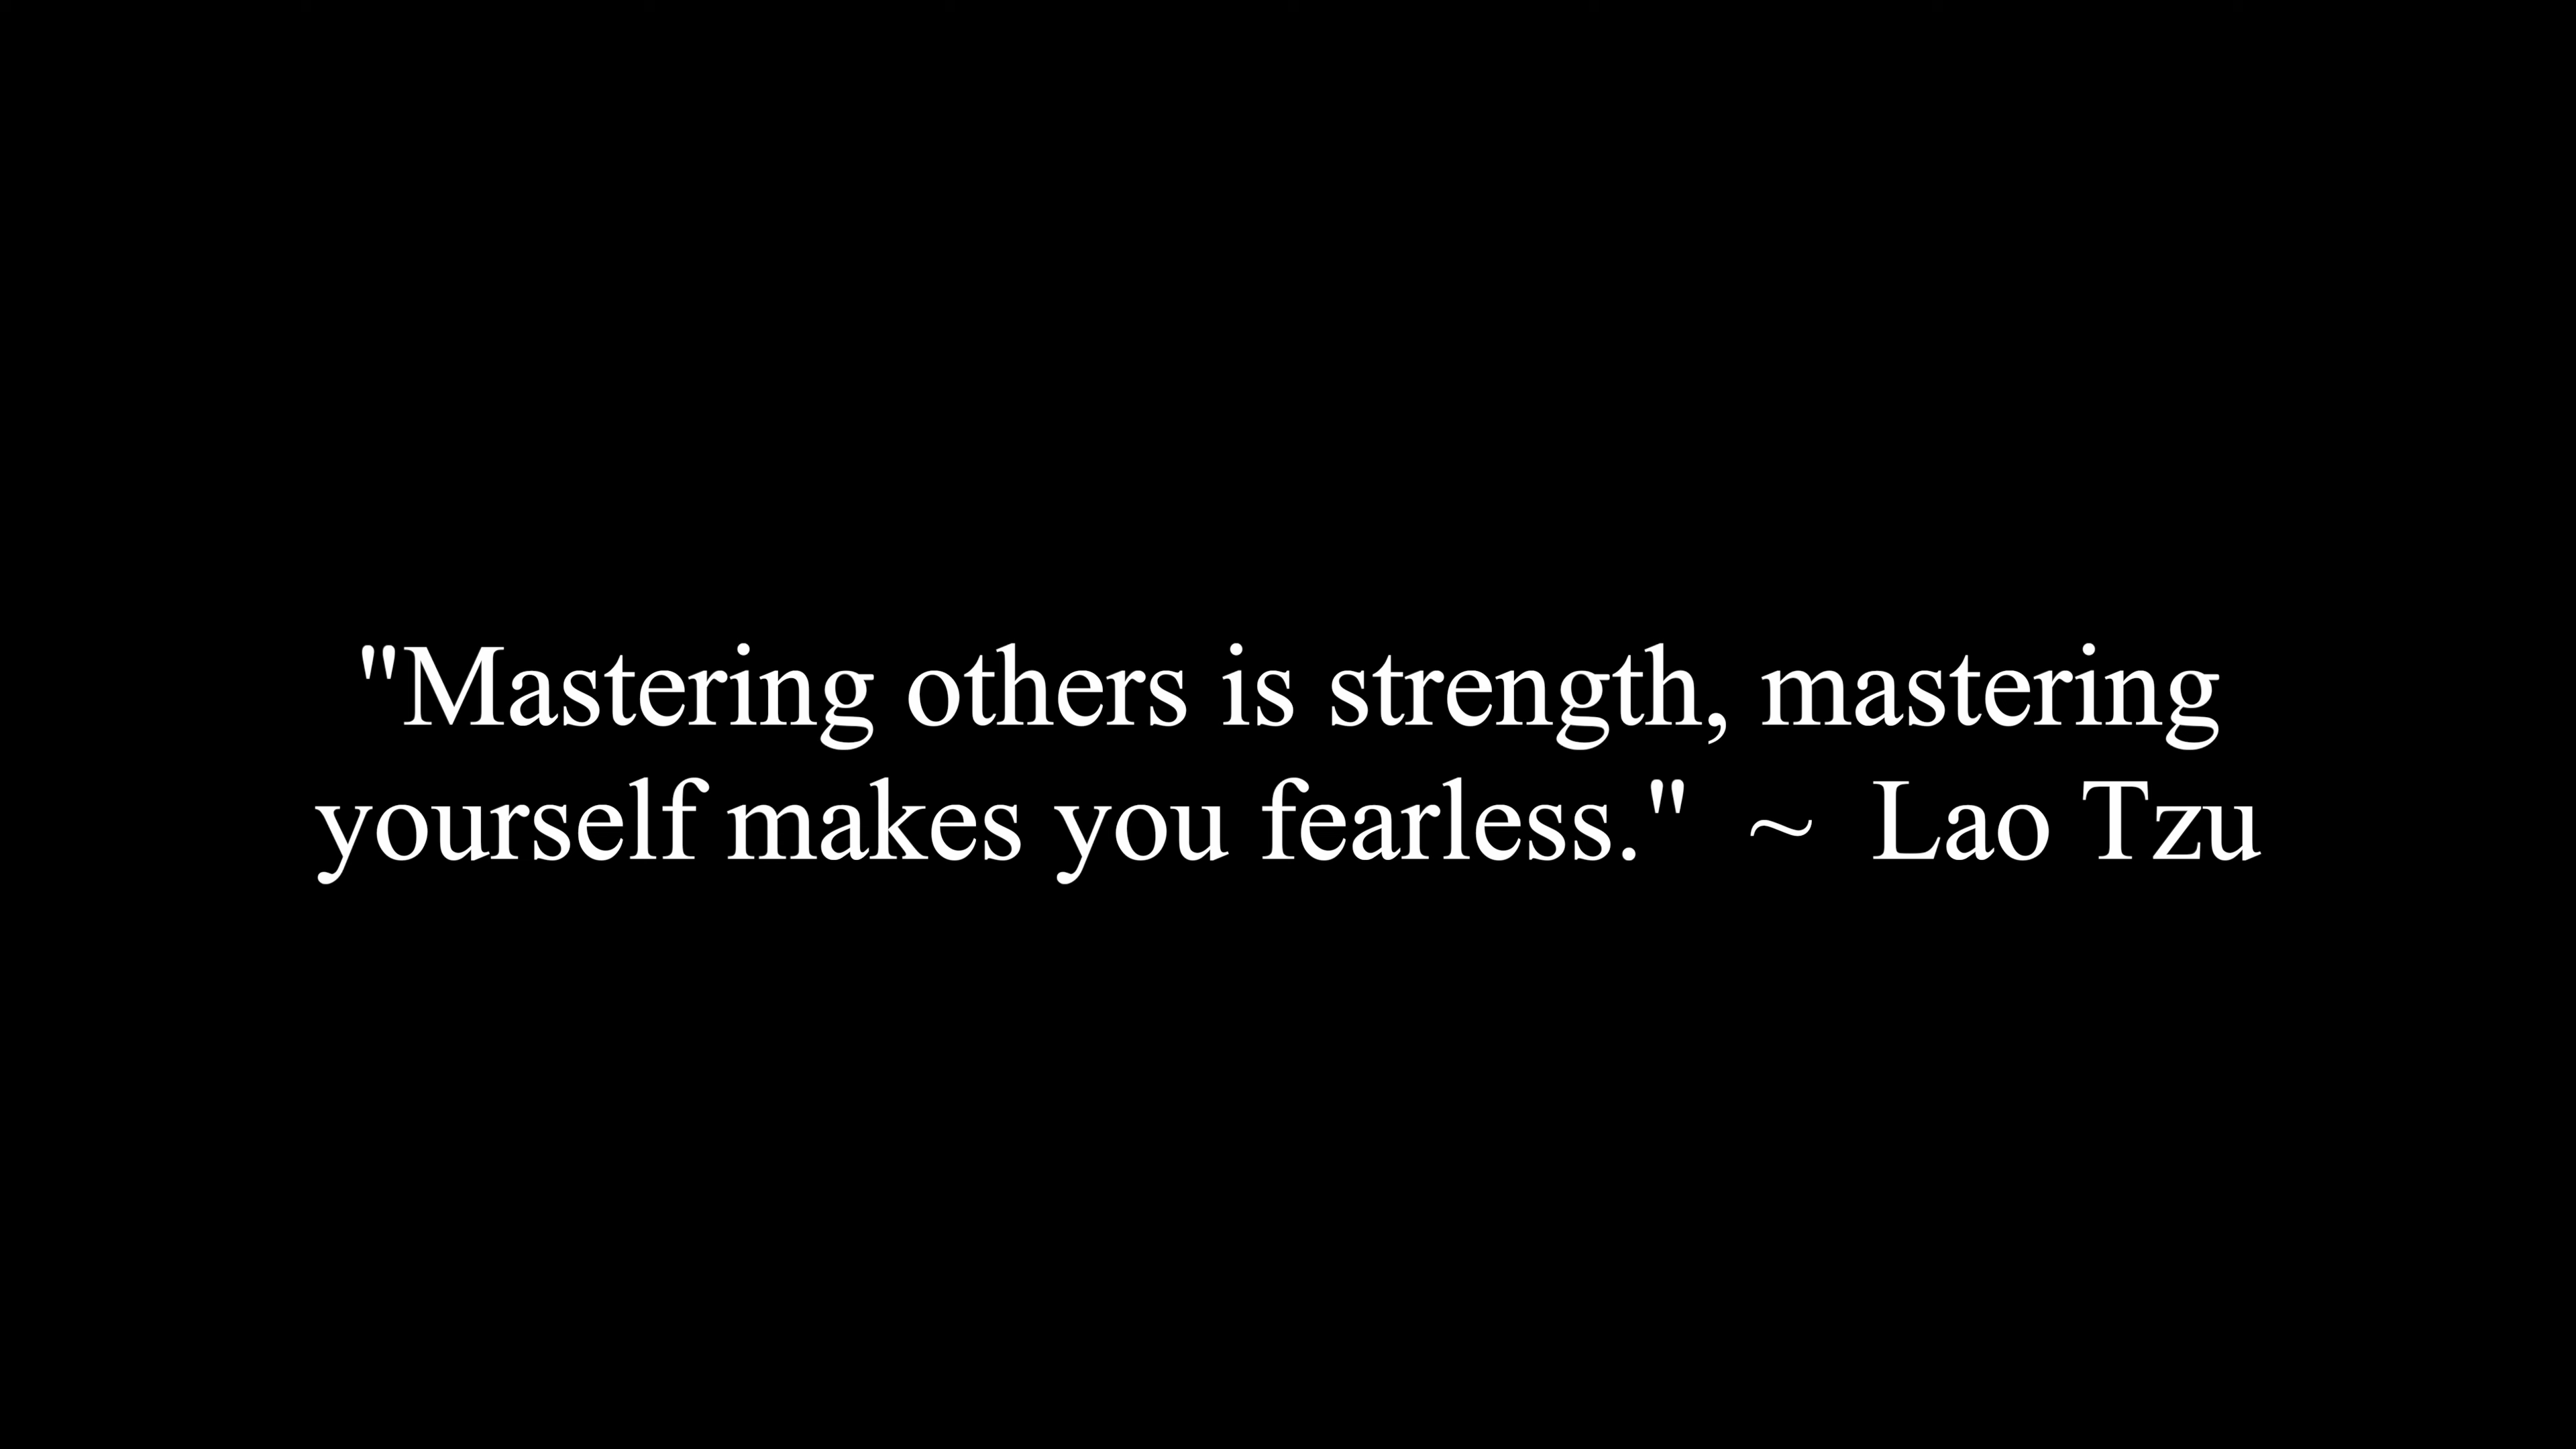 "Mastering others is strength, mastering
yourself makes you fearless."  ~  Lao Tzu